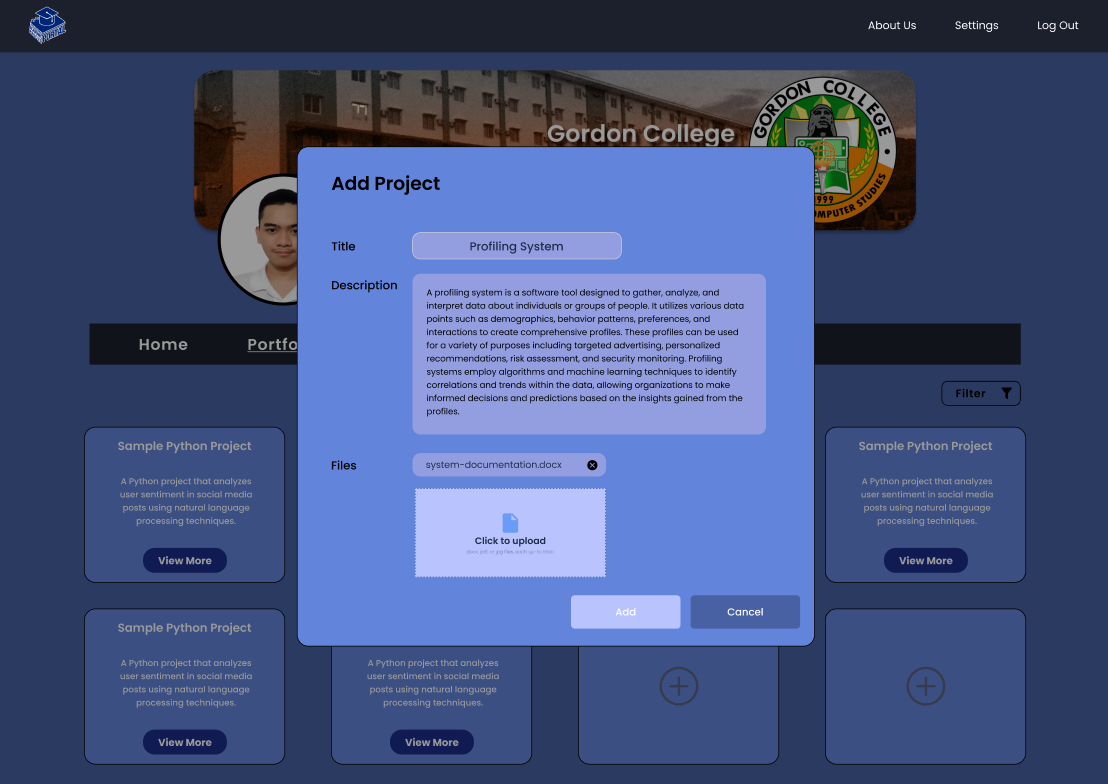 About Us
Settings
Log Out
Gordon College
GORDON COLLEGE
1999
COMPUTER STUDIES
Add Project
Title
Profiling System
Description
A profiling system is a software tool designed to gather, analyze, and
interpret data about individuals or groups of people. It utilizes various data
points such as demographics, behavior patterns, preferences, and
interactions to create comprehensive profiles. These profiles can be used
for a variety of purposes including targeted advertising, personalized
recommendations, risk assessment, and security monitoring. Profiling
systems employ algorithms and machine learning techniques to identify
correlations and trends within the data, allowing organizations to make
informed decisions and predictions based on the insights gained from the
profiles.
Home
Portfo
Filter
Files
system-documentation.docx
Click to upload
Add
Cancel
Sample Python Project
A Python project that analyzes
user sentiment in social media
posts using natural language
processing techniques.
View More
Sample Python Project
A Python project that analyzes
user sentiment in social media
posts using natural language
processing techniques.
View More
Sample Python Project
A Python project that analyzes
user sentiment in social media
posts using natural language
processing techniques.
View More
A Python project that analyzes
user sentiment in social media
posts using natural language
processing techniques.
View More